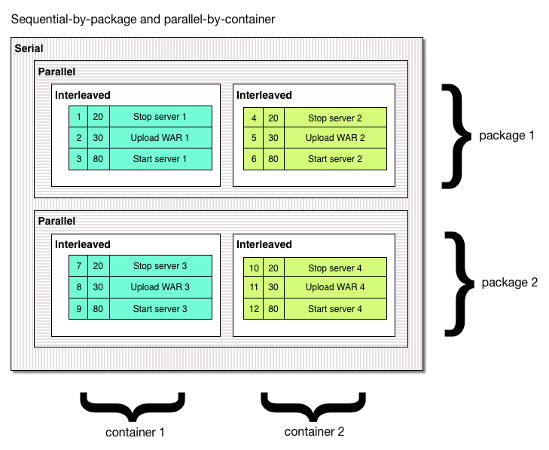 Sequential-by-package and parallel-by-container
Serial
Parallel
Interleaved
1 20 Stop server 1
2 30 Upload WAR 1
3 80 Start server 1
Interleaved
4 20 Stop server 2
5 30 Upload WAR 2
6 80 Start server 2
package 1
Parallel
Interleaved
7 20 Stop server 3
8 30 Upload WAR 3
9 80 Start server 3
Interleaved
10 20 Stop server 4
11 30 Upload WAR 4
12 80 Start server 4
package 2
container 1
container 2